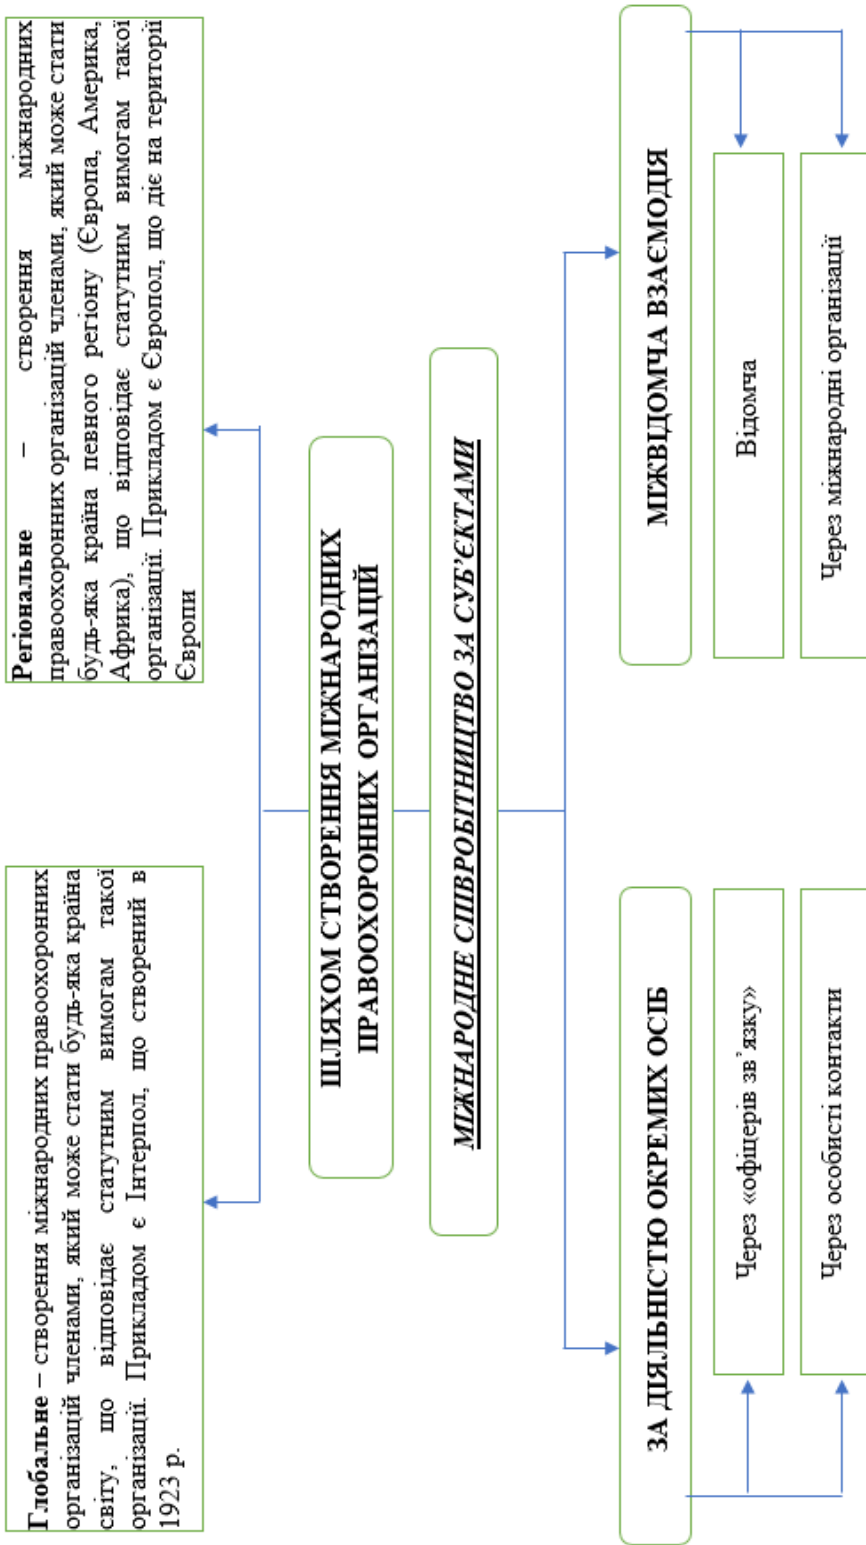 Глобальне – створення міжнародних правоохоронних
організацій членами, який може стати будь-яка країна
світу, що відповідає статутним вимогам такої
організації. Прикладом є Інтерпол, що створений в
1923 р.
Регіональне – створення міжнародних
правоохоронних організацій членами, який може стати
будь-яка країна певного регіону (Європа, Америка,
Африка), що відповідає статутним вимогам такої
організації. Прикладом є Європол, що діє на території
Європи
ШЛЯХОМ СТВОРЕННЯ МІЖНАРОДНИХ
ПРАВООХОРОННИХ ОРГАНІЗАЦІЙ
МІЖНАРОДНЕ СПІВРОБІТНИЦТВО ЗА СУБ’ЄКТАМИ
ЗА ДІЯЛЬНІСТЮ ОКРЕМИХ ОСІБ
Через «офіцерів зв’язку»
Через особисті контакти
МІЖВІДОМЧА ВЗАЄМОДІЯ
Відомча
Через міжнародні організації